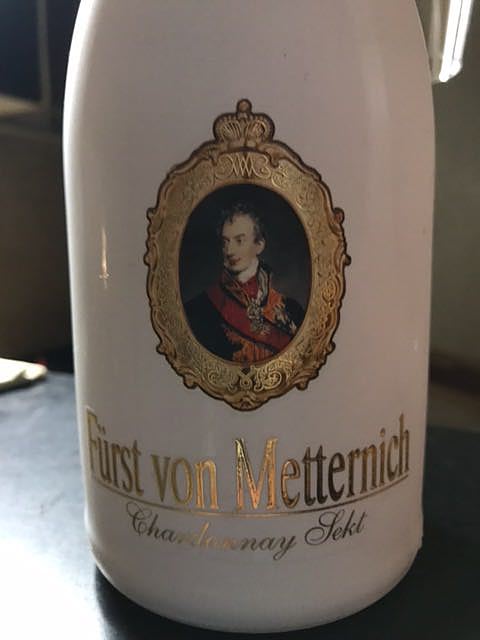 Fürst von Metternich
Chardonnay Sekt